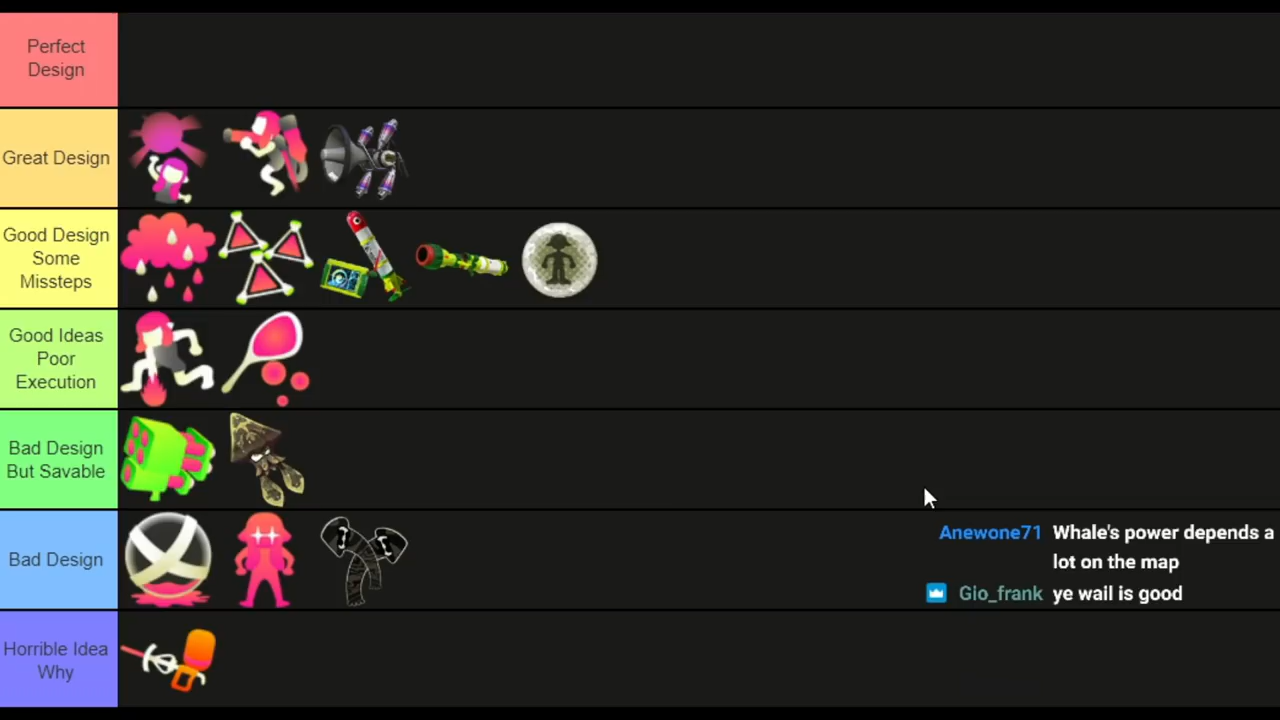 Perfect
Design
Great Design
Good Design
Some
Missteps
Good Ideas
Poor
Execution
Bad Design
But Savable
Bad Design
Horrible Idea
Why
Anewone71 Whale's power depends a
lot on the map
Gio_frank ye wail is good